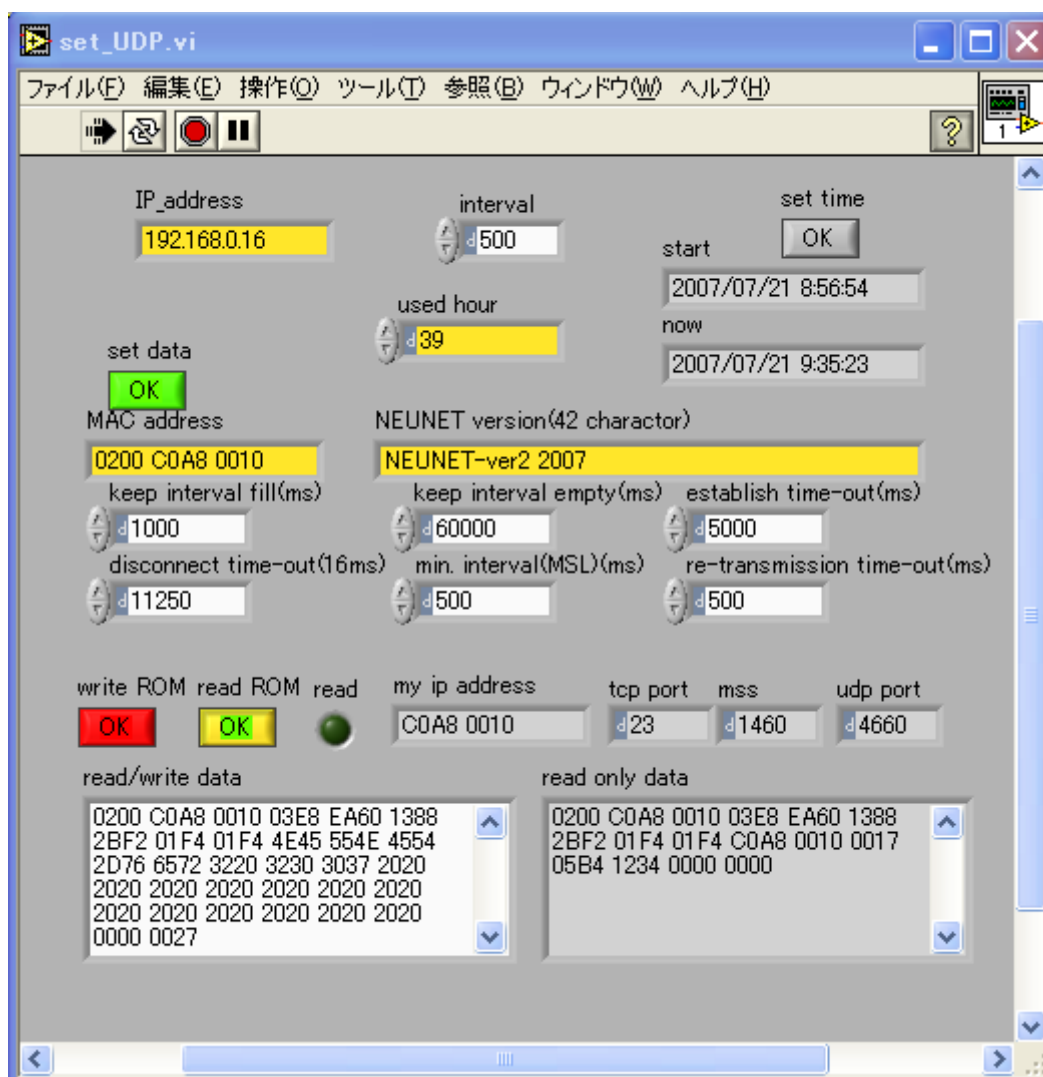 set_UDP.vi
ファイル(F) 編集(E) 操作(O) ツール(T) 参照(B) ウィンドウ(W) ヘルプ(H)
1
IP_address
192.168.0.16
interval
d 500
set time
OK
start
2007/07/21 8:56:54
used hour
d 39
now
2007/07/21 9:35:23
set data
OK
MAC address
0200 C0A8 0010
NEUNET version(42 charactor)
NEUNET-ver2 2007
keep interval fill(ms)
d 1000
keep interval empty(ms)
d 60000
establish time-out(ms)
d 5000
disconnect time-out(16ms)
d 11250
min. interval(MSL)(ms)
d 500
re-transmission time-out(ms)
d 500
write ROM
OK
read ROM
OK
read
my ip address
C0A8 0010
tcp port
d 23
mss
d 1460
udp port
d 4660
read/write data
0200 C0A8 0010 03E8 EA60 1388
2BF2 01F4 01F4 4E45 554E 4554
2D76 6572 3220 3230 3037 2020
2020 2020 2020 2020 2020 2020
2020 2020 2020 2020 2020 2020
0000 0027
read only data
0200 C0A8 0010 03E8 EA60 1388
2BF2 01F4 01F4 C0A8 0010 0017
05B4 1234 0000 0000